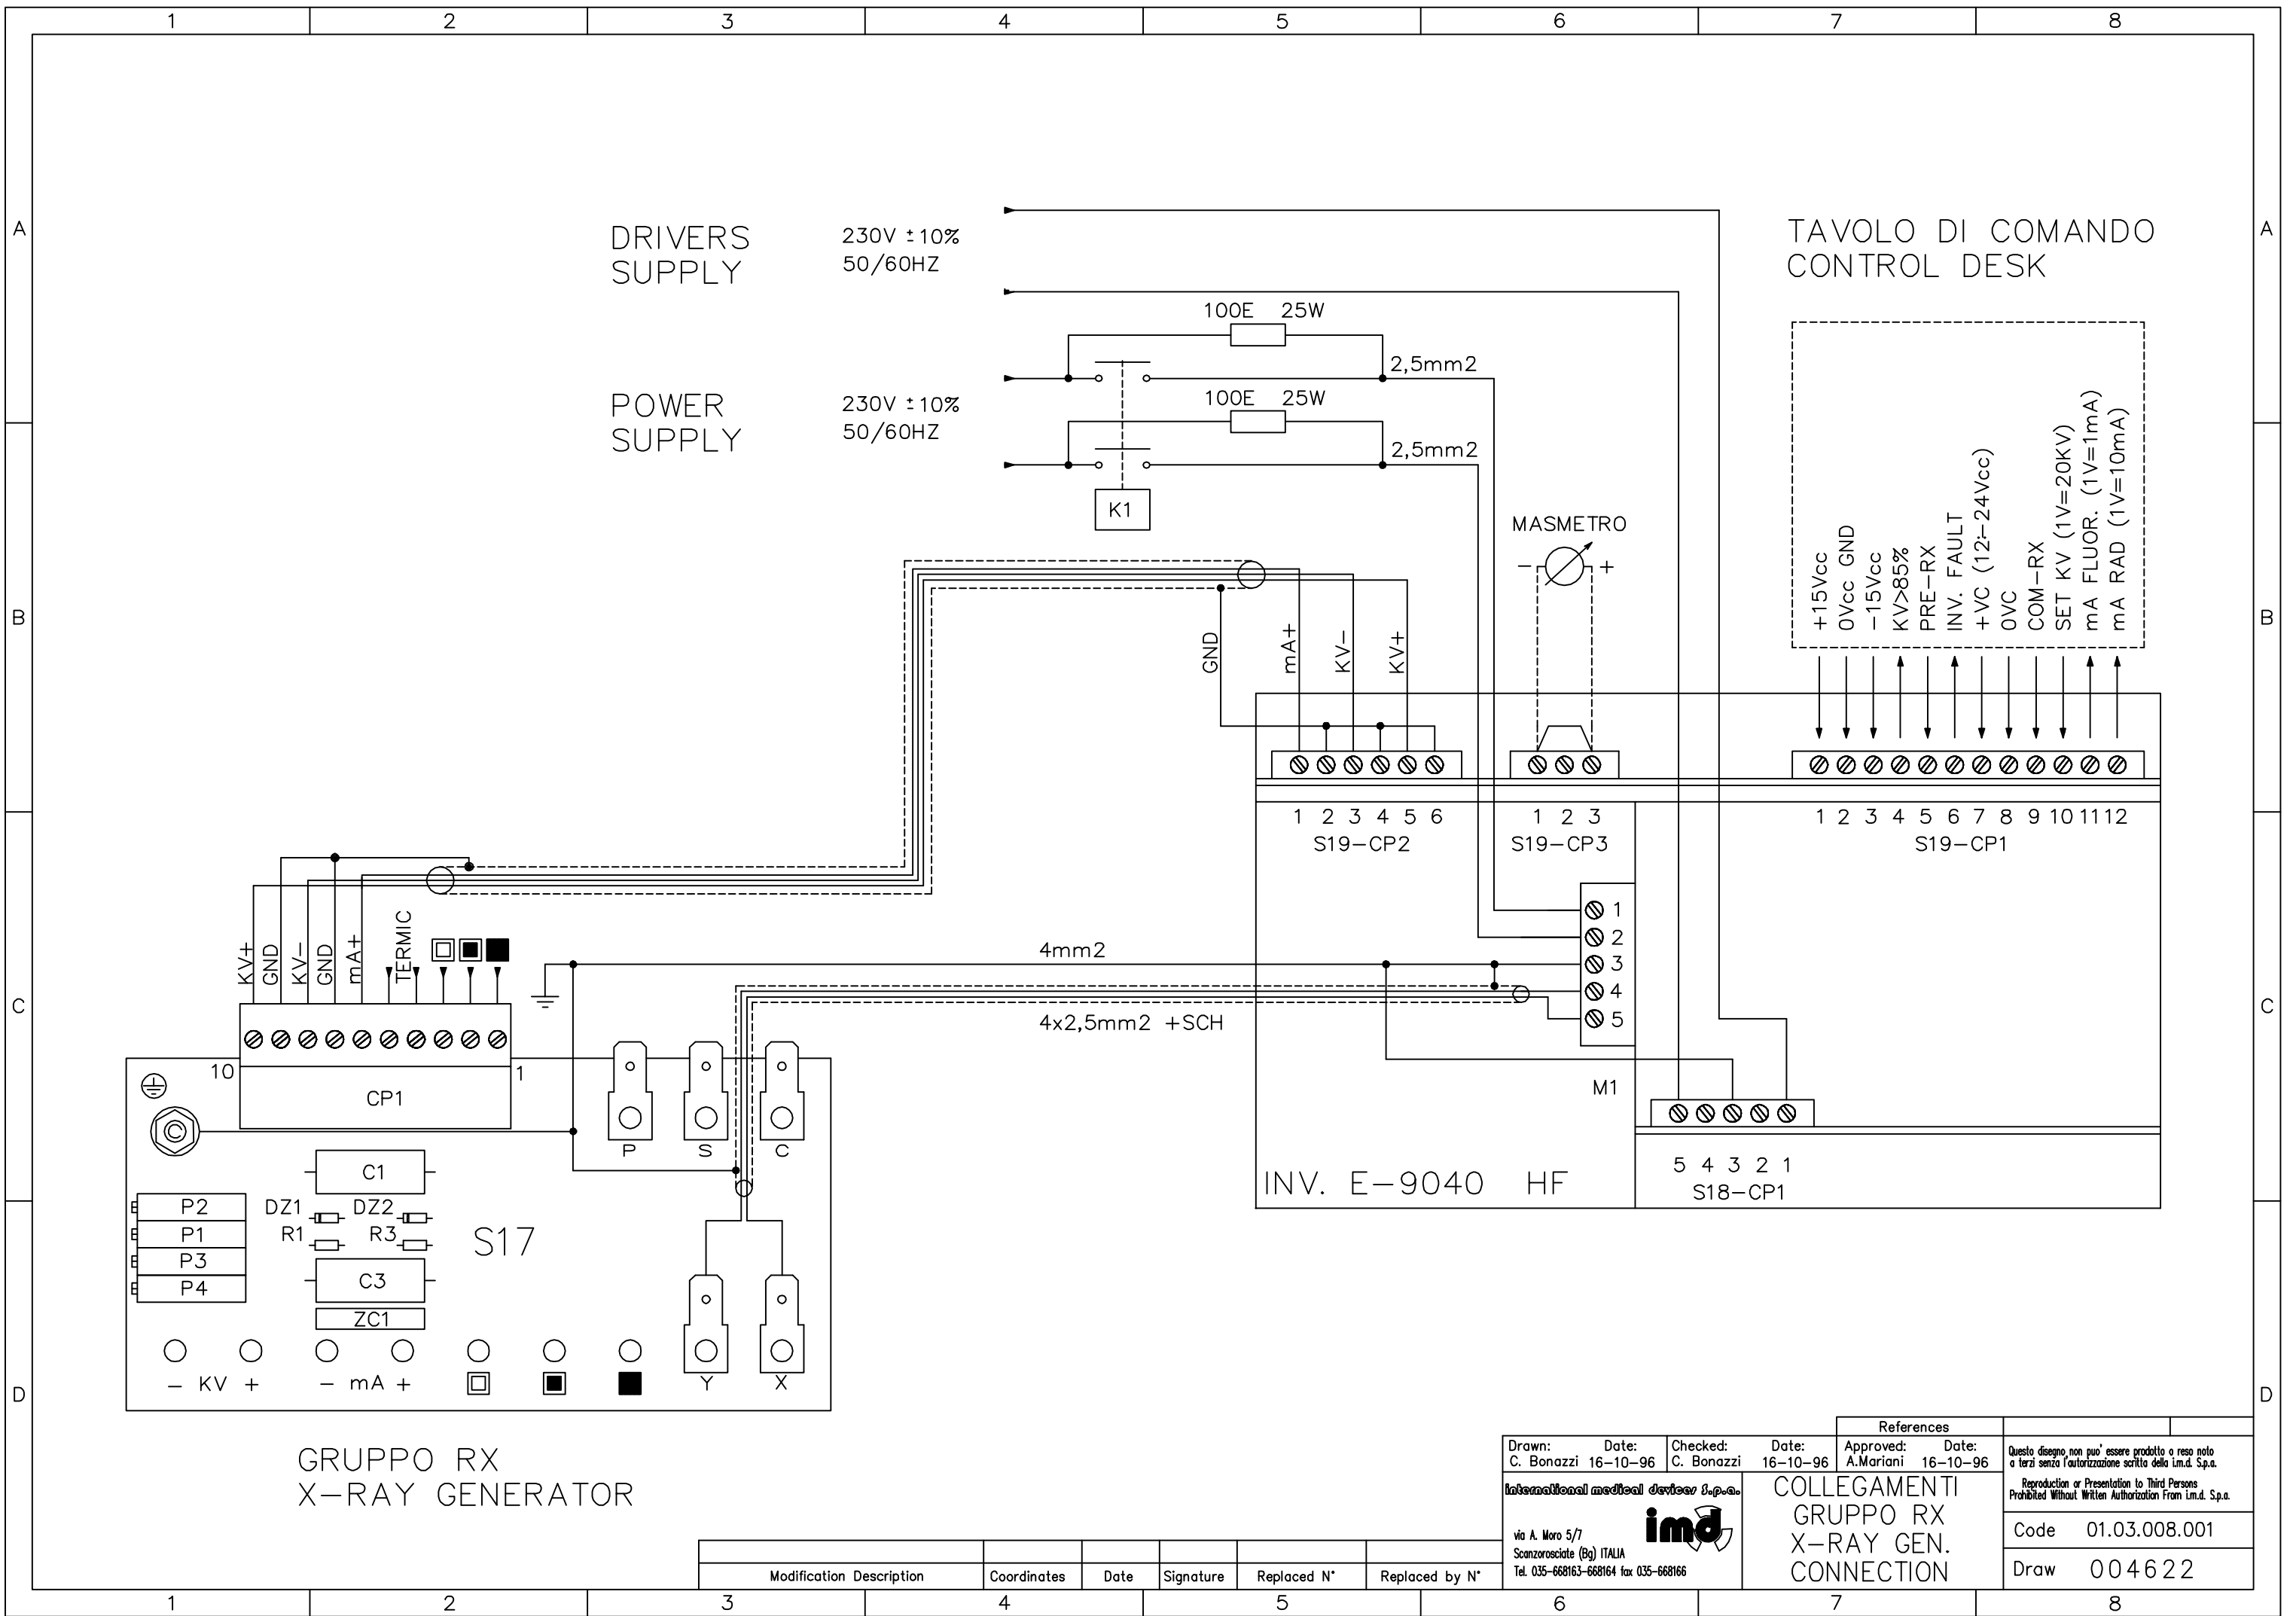 1 2 3 4 5 6 7 8
A A
DRIVERS
SUPPLY
230V ±10%
50/60HZ
TAVOLO DI COMANDO
CONTROL DESK
100E 25W
2,5mm2
POWER
SUPPLY
230V ±10%
50/60HZ
100E 25W
2,5mm2
K1
MASMETRO
- +
+15Vcc
0Vcc GND
-15Vcc
KV>85%
PRE-RX
INV. FAULT
+VC (12÷24Vcc)
0VC
COM-RX
SET KV (1V=20KV)
mA FLUOR. (1V=1mA)
mA RAD (1V=10mA)
B B
GND
mA+
KV-
KV+
1 2 3 4 5 6
S19-CP2
1 2 3
S19-CP3
1 2 3 4 5 6 7 8 9 10 11 12
S19-CP1
KV+
GND
KV-
GND
mA+
TERMIC
4mm2
4x2,5mm2 +SCH
1
2
3
4
5
M1
C C
10 1
CP1
P S C
C1
INV. E-9040 HF
5 4 3 2 1
S18-CP1
P2
P1
P3
P4
DZ1 DZ2
R1 R3
S17
C3
ZC1
- KV + - mA +
Y X
D D
GRUPPO RX
X-RAY GENERATOR
References
Drawn: Date:
C. Bonazzi 16-10-96
Checked: Date:
C. Bonazzi 16-10-96
Approved: Date:
A.Mariani 16-10-96
Questo disegno non puo' essere prodotto o reso noto
a terzi senza l'autorizzazione scritta della i.m.d. S.p.a.
Reproduction or Presentation to Third Persons
Prohibited Without Written Authorization From i.m.d. S.p.a.
international medical devices S.p.a.
imd
via A. Moro 5/7
Scanzorosciate (Bg) ITALIA
Tel. 035-668163-668164 fax 035-668166
COLLEGAMENTI
GRUPPO RX
X-RAY GEN.
CONNECTION
Code 01.03.008.001
Draw 004622
Modification Description Coordinates Date Signature Replaced N° Replaced by N°
1 2 3 4 5 6 7 8